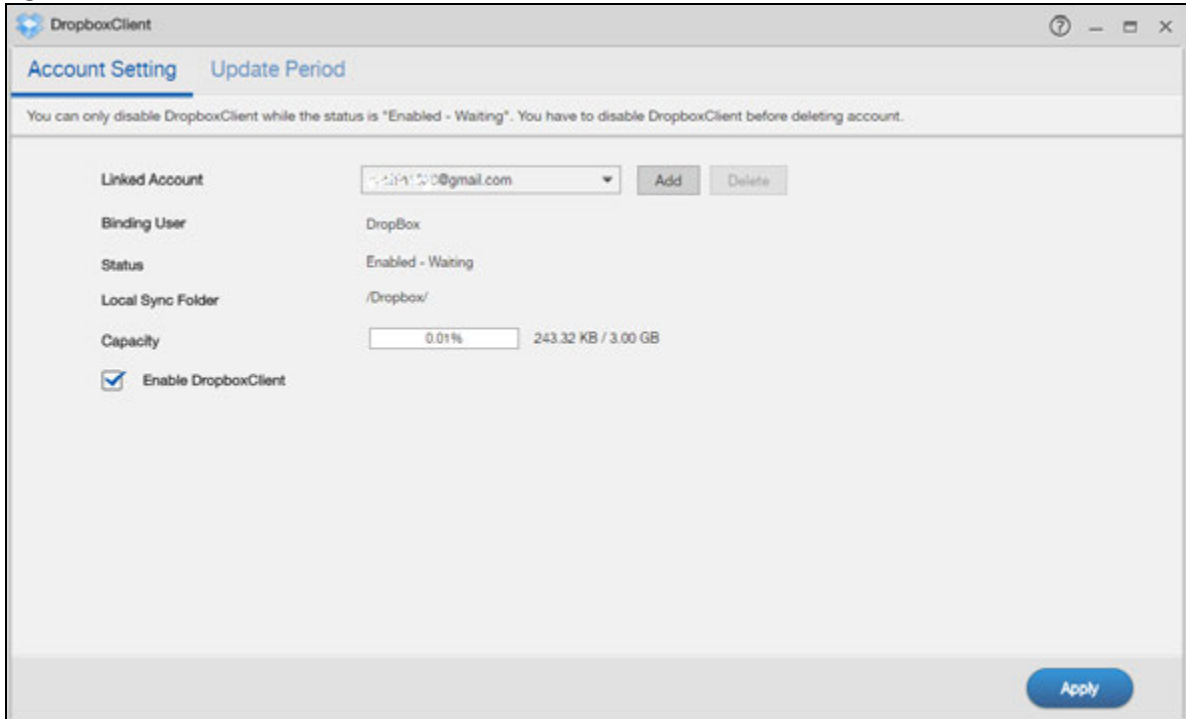 DropboxClient
Account Setting Update Period
You can only disable DropboxClient while the status is "Enabled - Waiting". You have to disable DropboxClient before deleting account.
Linked Account @gmail.com Add Delete
Binding User DropBox
Status Enabled - Waiting
Local Sync Folder /Dropbox/
Capacity 0.01% 243.32 KB / 3.00 GB
Enable DropboxClient
Apply